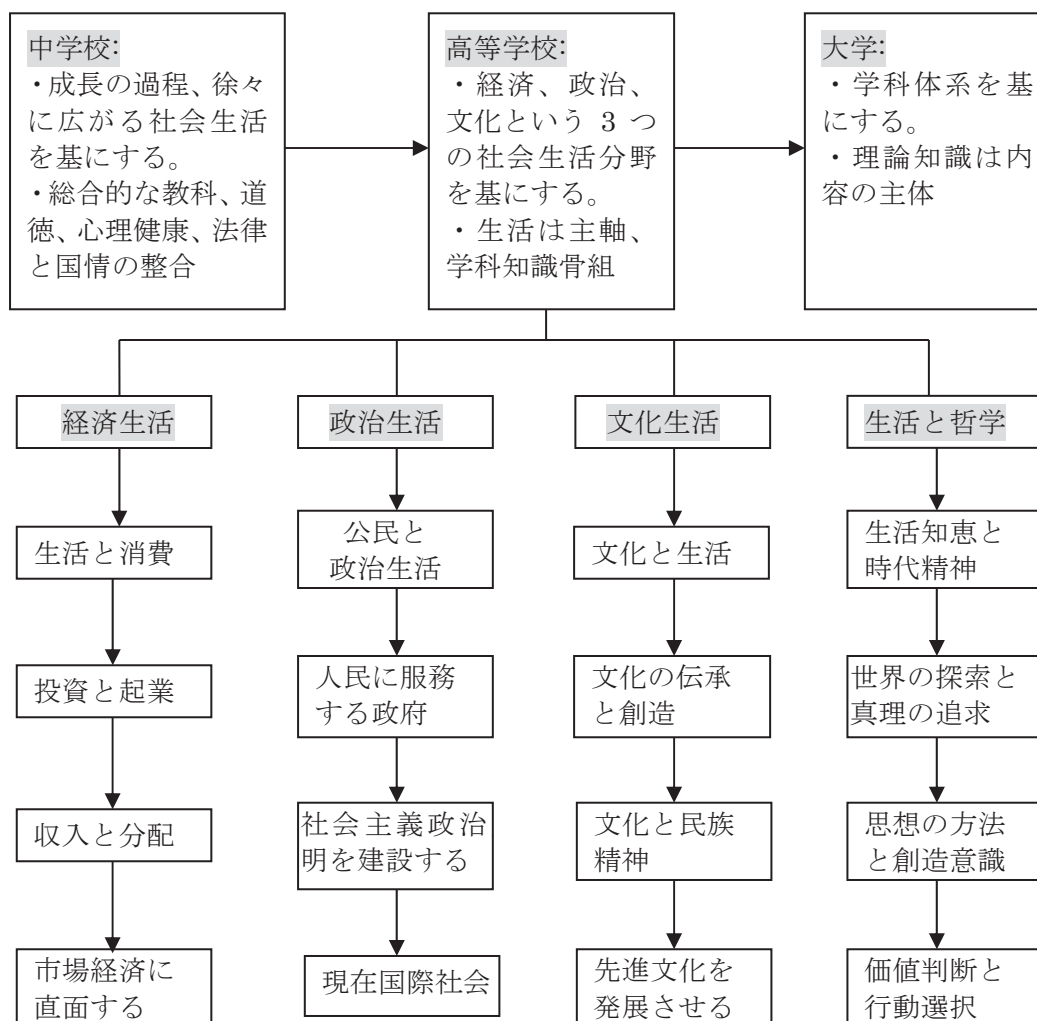 中学校:
・成長の過程、徐々
に広がる社会生活
を基にする。
・総合的な教科、道
徳、心理健康、法律
と国情の整合
高等学校:
・経済、政治、
文化という 3 つ
の社会生活分野
を基にする。
・生活は主軸、
学科知識骨組
大学:
・学科体系を基
にする。
・理論知識は内
容の主体
経済生活
政治生活
文化生活
生活と哲学
生活と消費
公民と
政治生活
文化と生活
生活知恵と
時代精神
投資と起業
人民に服務
する政府
文化の伝承
と創造
世界の探索と
真理の追求
収入と分配
社会主義政治
明を建設する
文化と民族
精神
思想の方法
と創造意識
市場経済に
直面する
現在国際社会
先進文化を
発展させる
価値判断と
行動選択